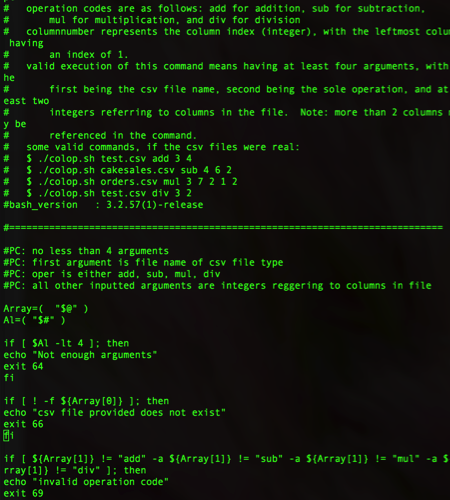 #   operation codes are as follows: add for addition, sub for subtraction,
#       mul for multiplication, and div for division
#   columnnumber represents the column index (integer), with the leftmost colum
 having
#       an index of 1.
#   valid execution of this command means having at least four arguments, with
he
#       first being the csv file name, second being the sole operation, and at
east two
#       integers referring to columns in the file.  Note: more than 2 columns m
y be
#       referenced in the command.
#   some valid commands, if the csv files were real:
#   $ ./colop.sh test.csv add 3 4
#   $ ./colop.sh cakesales.csv sub 4 6 2
#   $ ./colop.sh orders.csv mul 3 7 2 1 2
#   $ ./colop.sh test.csv div 3 2
#bash_version   : 3.2.57(1)-release
#==============================================================================
#PC: no less than 4 arguments
#PC: first argument is file name of csv file type
#PC: oper is either add, sub, mul, div
#PC: all other inputted arguments are integers reggering to columns in file
Array=(  "$@" )
Al=( "$#" )
if [ $Al -lt 4 ]; then
echo "Not enough arguments"
exit 64
fi
if [ ! -f ${Array[0]} ]; then
echo "csv file provided does not exist"
exit 66
fi
if [ ${Array[1]} != "add" -a ${Array[1]} != "sub" -a ${Array[1]} != "mul" -a $
rray[1]} != "div" ]; then
echo "invalid operation code"
exit 69